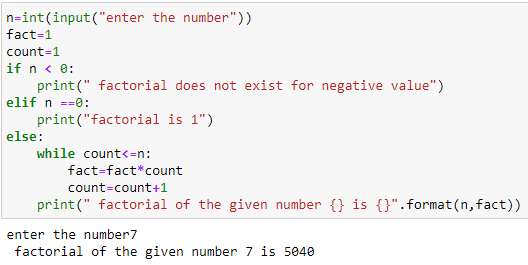 n=int(input("enter the number"))
fact=1
count=1
if n < 0:
    print(" factorial does not exist for negative value")
elif n ==0:
    print("factorial is 1")
else:
    while count<=n:
        fact=fact*count
        count=count+1
    print(" factorial of the given number {} is {}".format(n,fact))
enter the number7
 factorial of the given number 7 is 5040